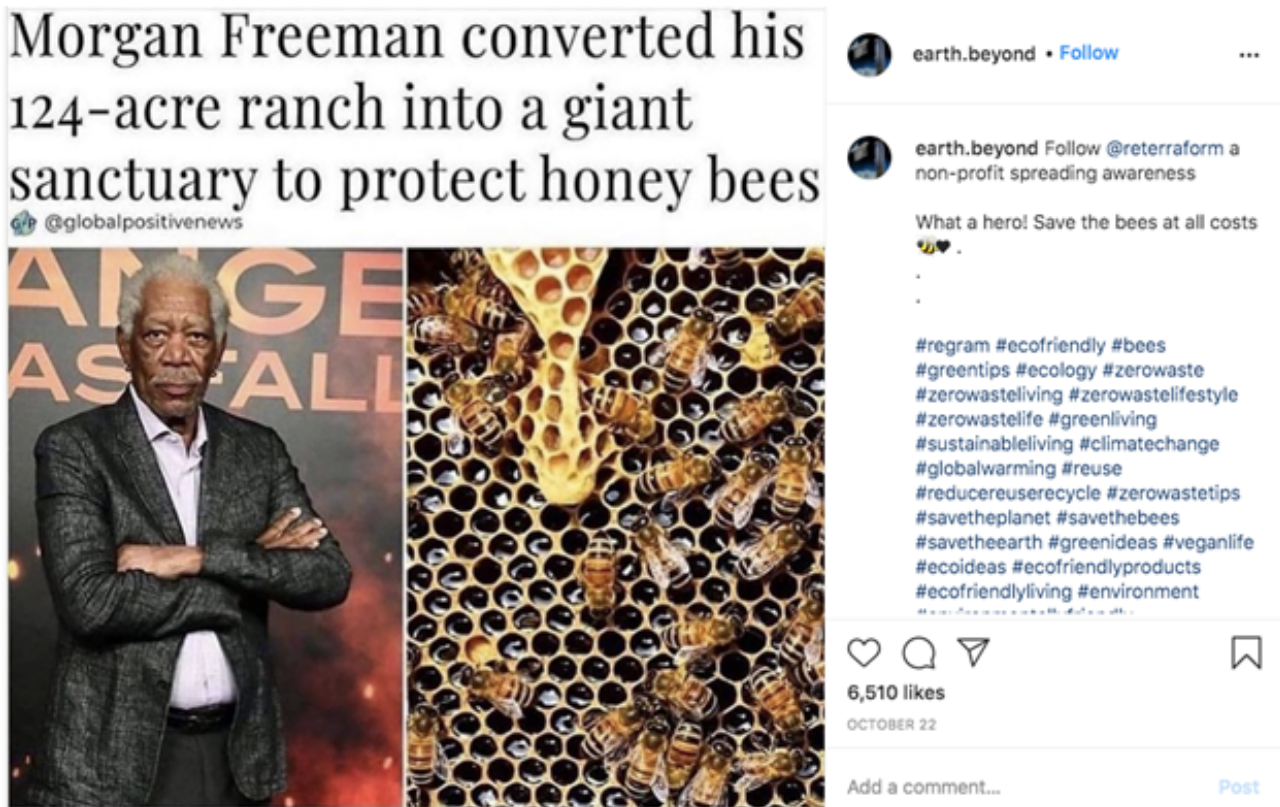 Morgan Freeman converted his
124-acre ranch into a giant
sanctuary to protect honey bees
GP @globalpositivenews
ANGE
AS FALL
earth.beyond • Follow
...
earth.beyond Follow @reterraform a
non-profit spreading awareness
What a hero! Save the bees at all costs
🐝🖤 .
.
.
#regram #ecofriendly #bees
#greentips #ecology #zerowaste
#zerowasteliving #zerowastelifestyle
#zerowastelife #greenliving
#sustainableliving #climatechange
#globalwarming #reuse
#reducereuserecycle #zerowastetips
#savetheplanet #savethebees
#savetheearth #greenideas #veganlife
#ecoideas #ecofriendlyproducts
#ecofriendlyliving #environment
6,510 likes
OCTOBER 22
Add a comment...
Post